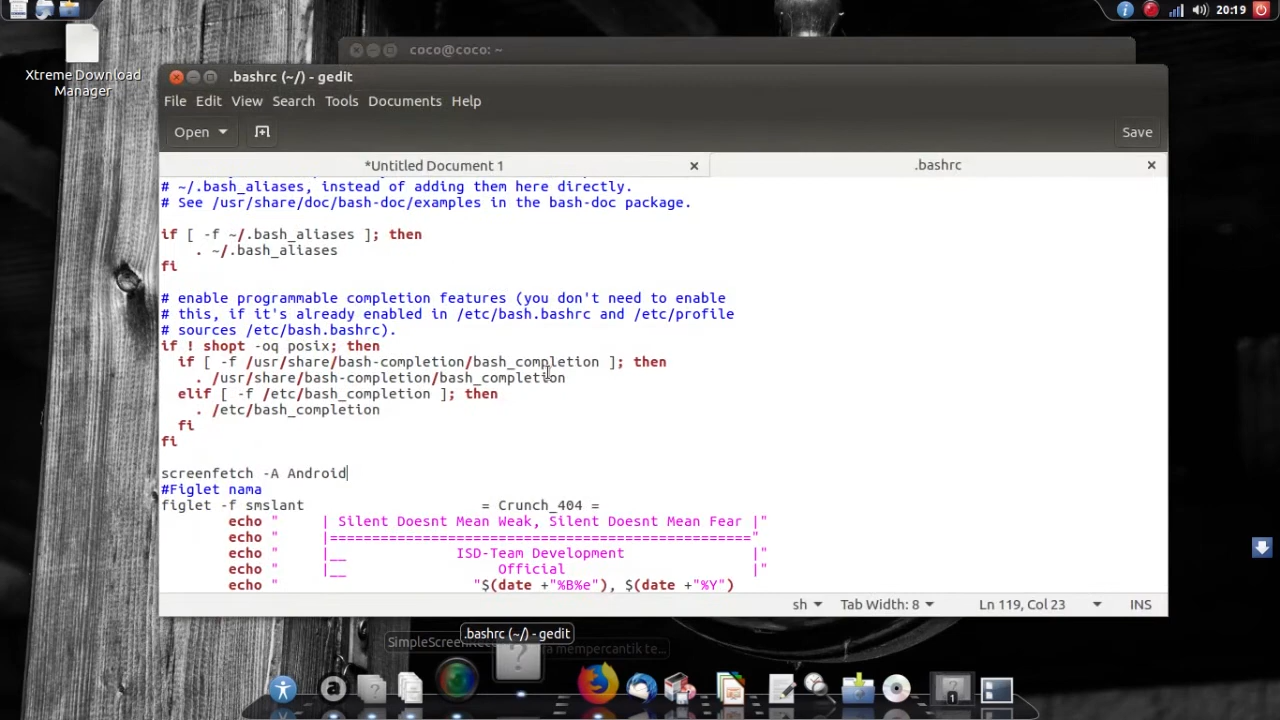 20:19
Xtreme Download
Manager
coco@coco: ~
.bashrc (~/) - gedit
File Edit View Search Tools Documents Help
Open Save
*Untitled Document 1 .bashrc
# ~/.bash_aliases, instead of adding them here directly.
# See /usr/share/doc/bash-doc/examples in the bash-doc package.
if [ -f ~/.bash_aliases ]; then
    . ~/.bash_aliases
fi
# enable programmable completion features (you don't need to enable
# this, if it's already enabled in /etc/bash.bashrc and /etc/profile
# sources /etc/bash.bashrc).
if ! shopt -oq posix; then
  if [ -f /usr/share/bash-completion/bash_completion ]; then
    . /usr/share/bash-completion/bash_completion
  elif [ -f /etc/bash_completion ]; then
    . /etc/bash_completion
  fi
fi
screenfetch -A Android
#Figlet nama
figlet -f smslant                     = Crunch_404 =
        echo "     | Silent Doesnt Mean Weak, Silent Doesnt Mean Fear |"
        echo "     |=================================================="
        echo "     |__             ISD-Team Development               |"
        echo "     |__                  Official                      |"
        echo "                       "$(date +"%B%e"), $(date +"%Y")
sh Tab Width: 8 Ln 119, Col 23 INS
.bashrc (~/) - gedit
a
1